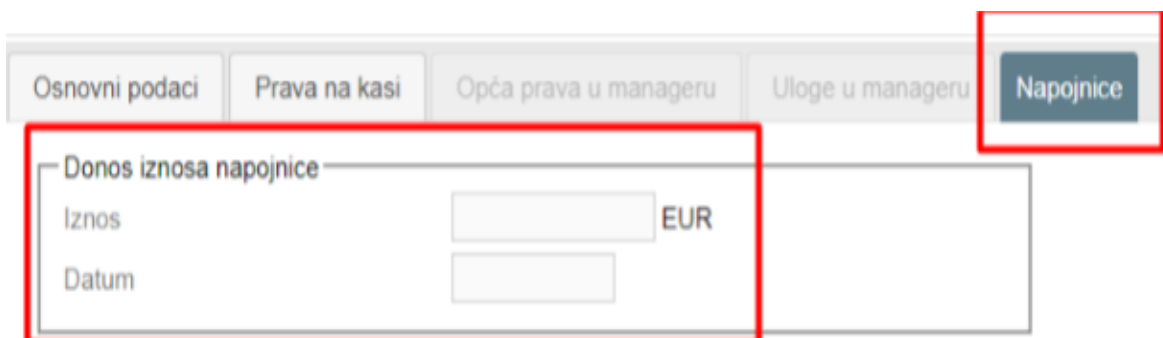 Osnovni podaci Prava na kasi Opća prava u manageru Uloge u manageru Napojnice
Donos iznosa napojnice
Iznos EUR
Datum